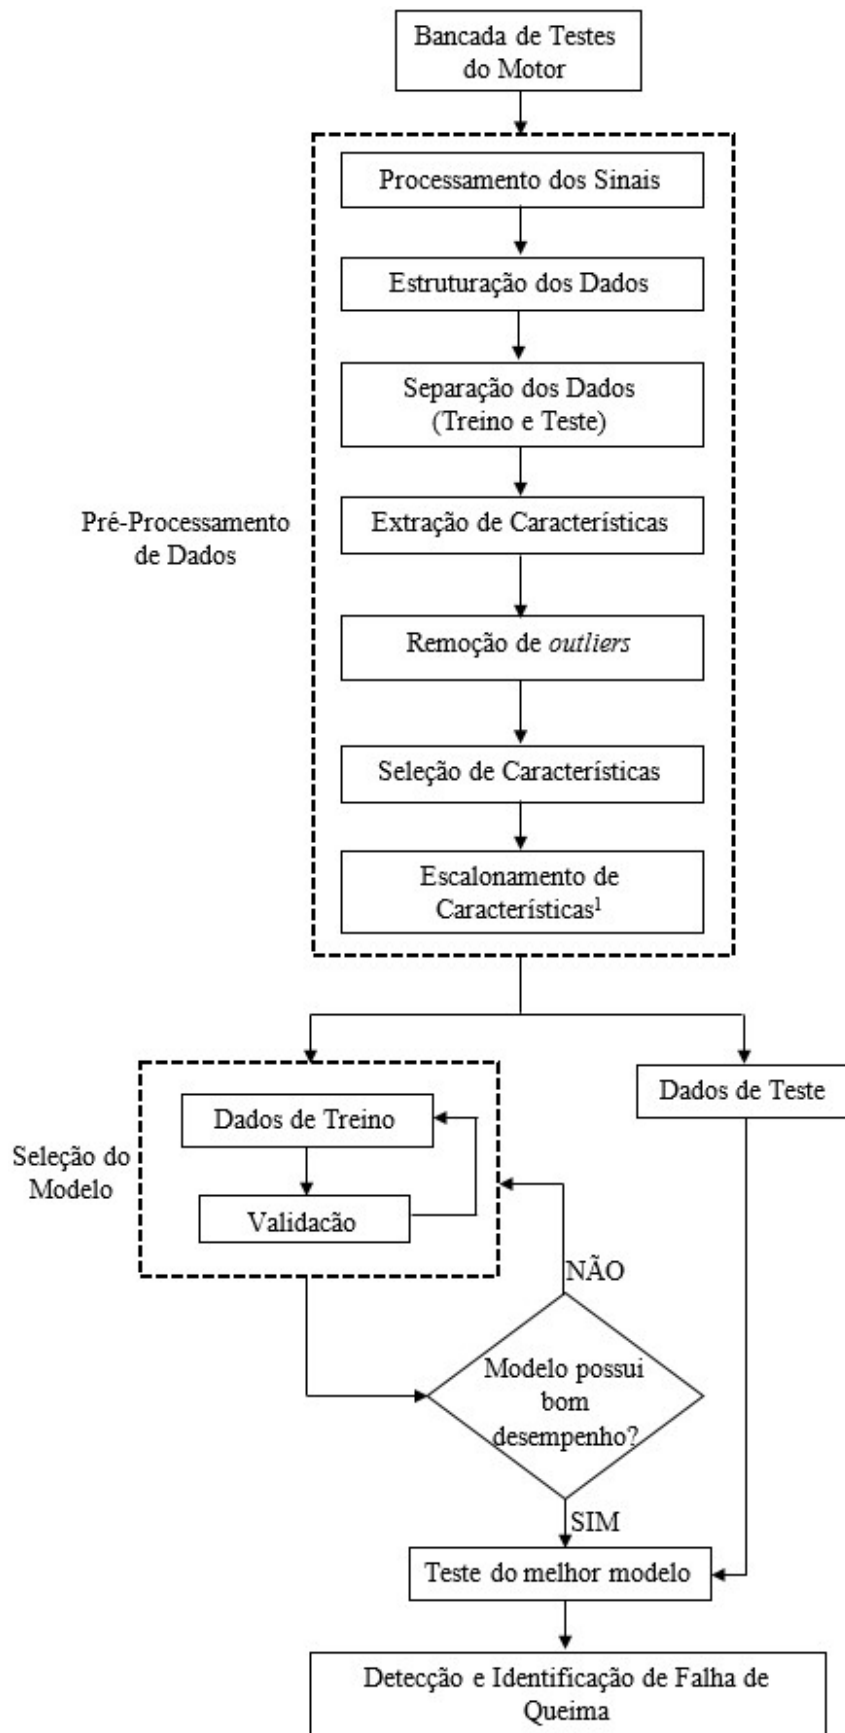 Bancada de Testes
do Motor
Processamento dos Sinais
Estruturação dos Dados
Separação dos Dados
(Treino e Teste)
Pré-Processamento
de Dados
Extração de Características
Remoção de outliers
Seleção de Características
Escalonamento de
Características¹
Seleção do
Modelo
Dados de Treino
Validacão
Dados de Teste
NÃO
Modelo possui
bom
desempenho?
SIM
Teste do melhor modelo
Detecção e Identificação de Falha de
Queima